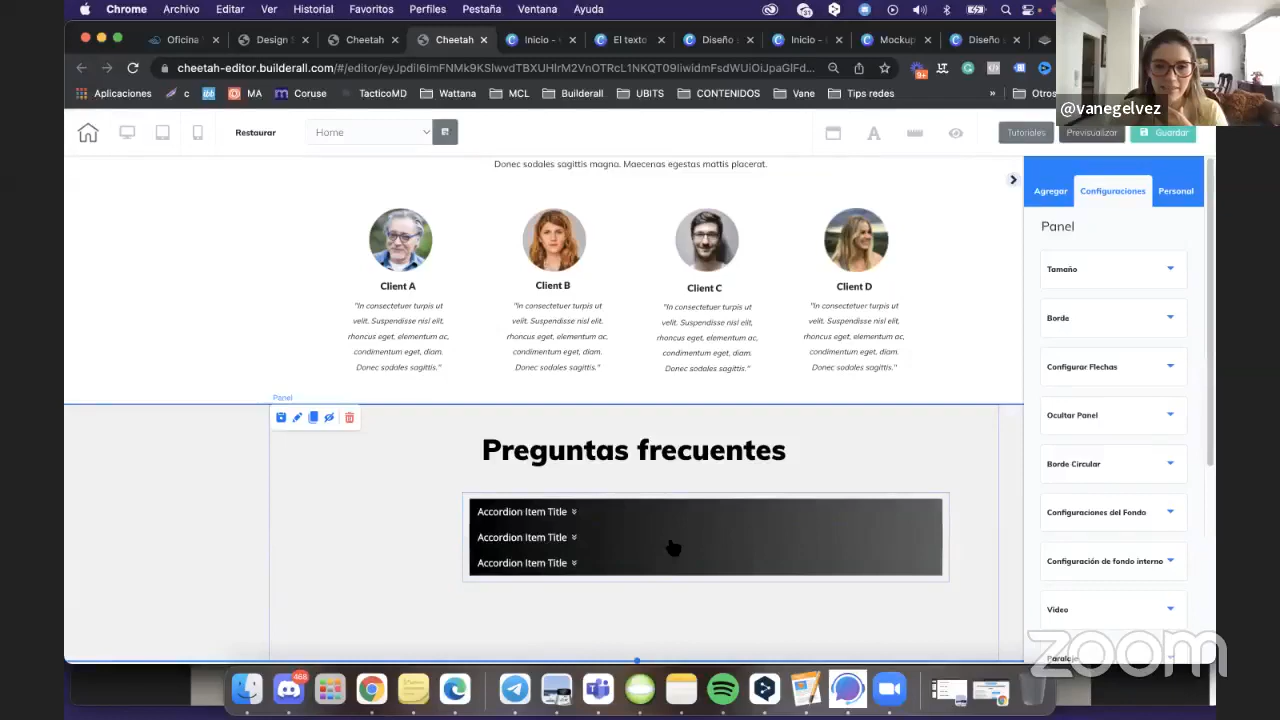 Chrome Archivo Editar Ver Historial Favoritos Perfiles Pestaña Ventana Ayuda
Oficina Design Cheetah Cheetah Inicio - El texto Diseño Inicio - Mockup Diseño
cheetah-editor.builderall.com/#/editor/
Aplicaciones c MA Coruse TacticoMD Wattana MCL Builderall UBITS CONTENIDOS Vane Tips redes » Otros
@vanegelvez
Restaurar Home Tutoriales Previsualizar Guardar
Donec sodales sagittis magna. Maecenas egestas mattis placerat.
Agregar Configuraciones Personal
Panel
Tamaño
Borde
Configurar Flechas
Ocultar Panel
Borde Circular
Configuraciones del Fondo
Configuración de fondo interno
Video
Client A
"In consectetuer turpis ut
velit. Suspendisse nisl elit,
rhoncus eget, elementum ac,
condimentum eget, diam.
Donec sodales sagittis."
Client B
"In consectetuer turpis ut
velit. Suspendisse nisl elit,
rhoncus eget, elementum ac,
condimentum eget, diam.
Donec sodales sagittis."
Client C
"In consectetuer turpis ut
velit. Suspendisse nisl elit,
rhoncus eget, elementum ac,
condimentum eget, diam.
Donec sodales sagittis."
Client D
"In consectetuer turpis ut
velit. Suspendisse nisl elit,
rhoncus eget, elementum ac,
condimentum eget, diam.
Donec sodales sagittis."
Panel
Preguntas frecuentes
Accordion Item Title
Accordion Item Title
Accordion Item Title
zoom
468